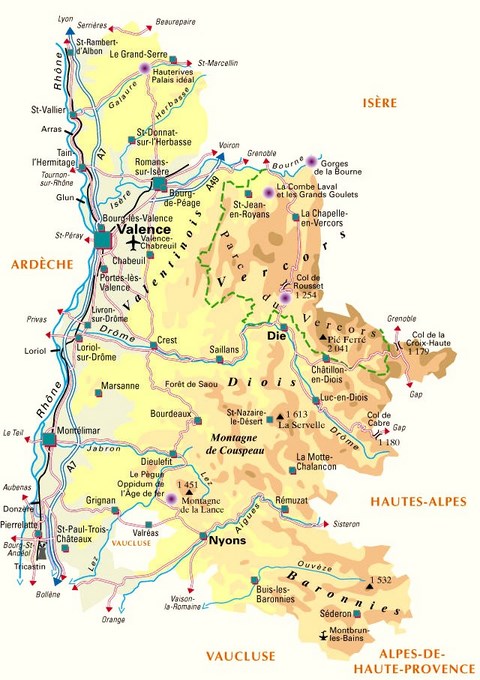 Lyon
Serrières
Beaurepaire
St-Rambert-
d'Albon
Le Grand-Serre
St-Marcellin
Hauterives
Palais idéal
Rhône
Galaure
Herbasse
ISÈRE
St-Vallier
Arras
A7
St-Donnat-
sur-l'Herbasse
Voiron
Tain
l'Hermitage
Tournon-
sur-Rhône
Romans-
sur-Isère
Grenoble
Bourne
Gorges
de la Bourne
A49
Glun
Isère
Bourg-
de-Péage
La Combe Laval
et les Grands Goulets
St-Jean-
en-Royans
Bourg-lès-Valence
La Chapelle-
en-Vercors
St-Péray
Valence
Valence-
Chabreuil
Valentinois
Parc du Vercors
Vercors
ARDÈCHE
Chabeuil
Portes-lès-
Valence
Col de
Rousset
1 254
Privas
Livron-
sur-Drôme
Drôme
Grenoble
Col de la
Croix-Haute
1 179
Die
Pié Ferré
2 041
Loriol
Loriol-
sur-Drôme
Crest
Saillans
Châtillon-
en-Diois
Gap
Rhône
Marsanne
Forêt de Saou
Diois
Luc-en-Diois
Col de
Cabre
Gap
1 180
Bourdeaux
St-Nazaire-
le-Désert
1 613
La Servelle
Drôme
Le Teil
Montélimar
Montagne
de Couspeau
Jabron
A7
Dieulefit
Lez
La Motte-
Chalancon
Le Pègue
Oppidum de
l'Age de fer
1 451
Montagne
de la Lance
Aubenas
Donzère
Grignan
Rémuzat
HAUTES-ALPES
Pierrelatte
Bourg-St-
Andéol
St-Paul-Trois-
Châteaux
Valréas
Aigues
Sisteron
VAUCLUSE
Nyons
Tricastin
Lez
Bollène
Orange
Vaison-
la-Romaine
Ouvèze
Baronnies
1 532
Buis-les-
Baronnies
Séderon
Montbrun-
les-Bains
VAUCLUSE
ALPES-DE-
HAUTE-PROVENCE